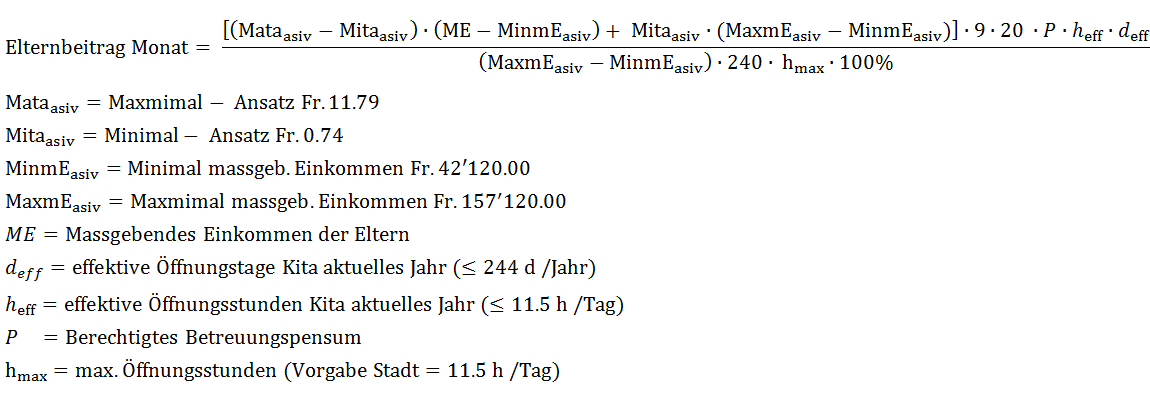 Elternbeitrag Monat = [(Mata_asiv − Mita_asiv) · (ME − MinmE_asiv) + Mita_asiv · (MaxmE_asiv − MinmE_asiv)] · 9 · 20 · P · h_eff · d_eff
(MaxmE_asiv − MinmE_asiv) · 240 · h_max · 100%
Mata_asiv = Maxmimal − Ansatz Fr. 11.79
Mita_asiv = Minimal − Ansatz Fr. 0.74
MinmE_asiv = Minimal massgeb. Einkommen Fr. 42′120.00
MaxmE_asiv = Maxmimal massgeb. Einkommen Fr. 157′120.00
ME = Massgebendes Einkommen der Eltern
d_eff = effektive Öffnungstage Kita aktuelles Jahr (≤ 244 d /Jahr)
h_eff = effektive Öffnungsstunden Kita aktuelles Jahr (≤ 11.5 h /Tag)
P = Berechtigtes Betreuungspensum
h_max = max. Öffnungsstunden (Vorgabe Stadt = 11.5 h /Tag)